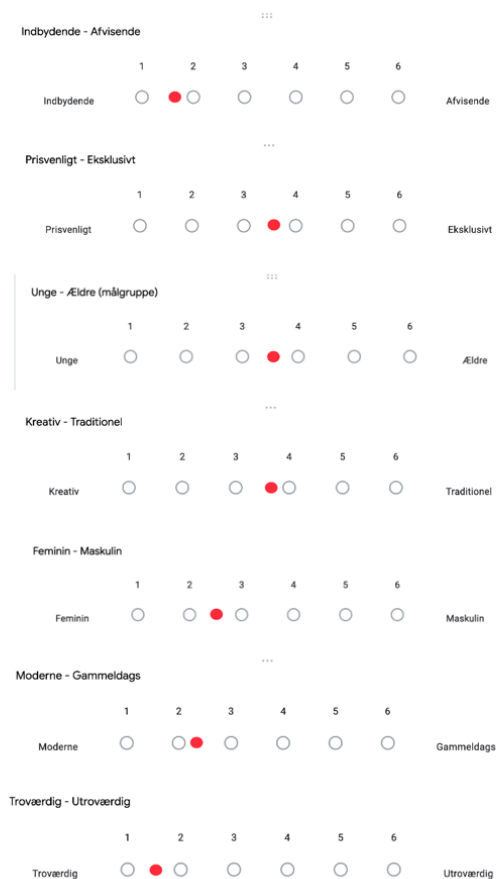 Indbydende - Afvisende
1 2 3 4 5 6
Indbydende Afvisende
Prisvenligt - Eksklusivt
1 2 3 4 5 6
Prisvenligt Eksklusivt
Unge - Ældre (målgruppe)
1 2 3 4 5 6
Unge Ældre
Kreativ - Traditionel
1 2 3 4 5 6
Kreativ Traditionel
Feminin - Maskulin
1 2 3 4 5 6
Feminin Maskulin
Moderne - Gammeldags
1 2 3 4 5 6
Moderne Gammeldags
Troværdig - Utroværdig
1 2 3 4 5 6
Troværdig Utroværdig